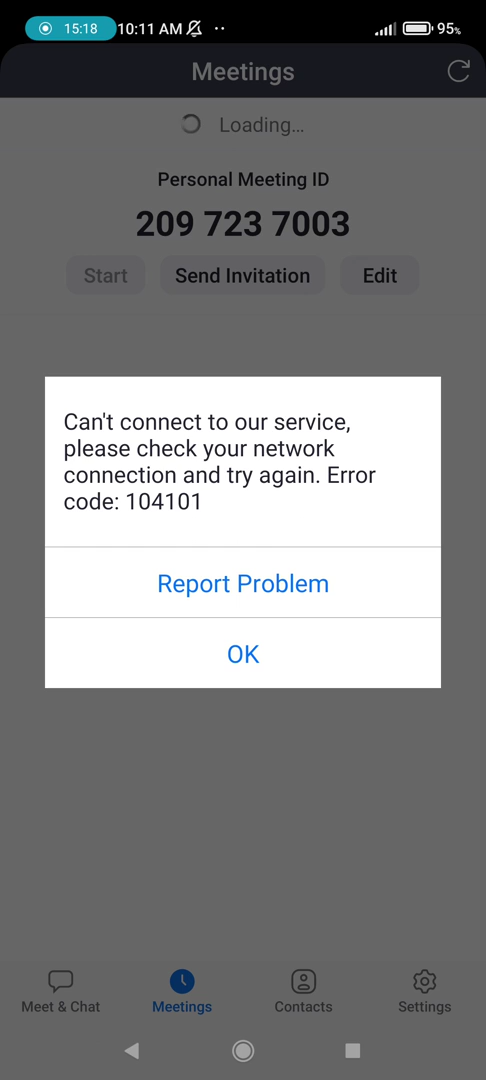 15:18 10:11 AM 95%
Meetings
Loading...
Personal Meeting ID
209 723 7003
Start Send Invitation Edit
Can't connect to our service,
please check your network
connection and try again. Error
code: 104101
Report Problem
OK
Meet & Chat Meetings Contacts Settings